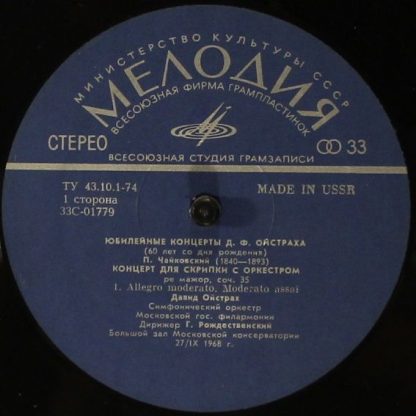 МИНИСТЕРСТВО КУЛЬТУРЫ СССР
МЕЛОДИЯ
ВСЕСОЮЗНАЯ ФИРМА ГРАМПЛАСТИНОК
СТЕРЕО
33
ВСЕСОЮЗНАЯ СТУДИЯ ГРАМЗАПИСИ
ТУ 43.10.1-74
MADE IN USSR
1 сторона
33С-01779
ЮБИЛЕЙНЫЕ КОНЦЕРТЫ Д. Ф. ОЙСТРАХА
(60 лет со дня рождения)
П. Чайковский (1840—1893)
КОНЦЕРТ ДЛЯ СКРИПКИ С ОРКЕСТРОМ
ре мажор, соч. 35
1. Allegro moderato. Moderato assai
Давид Ойстрах
Симфонический оркестр
Московской гос. филармонии
Дирижер Г. Рождественский
Большой зал Московской консерватории
27/IX 1968 г.